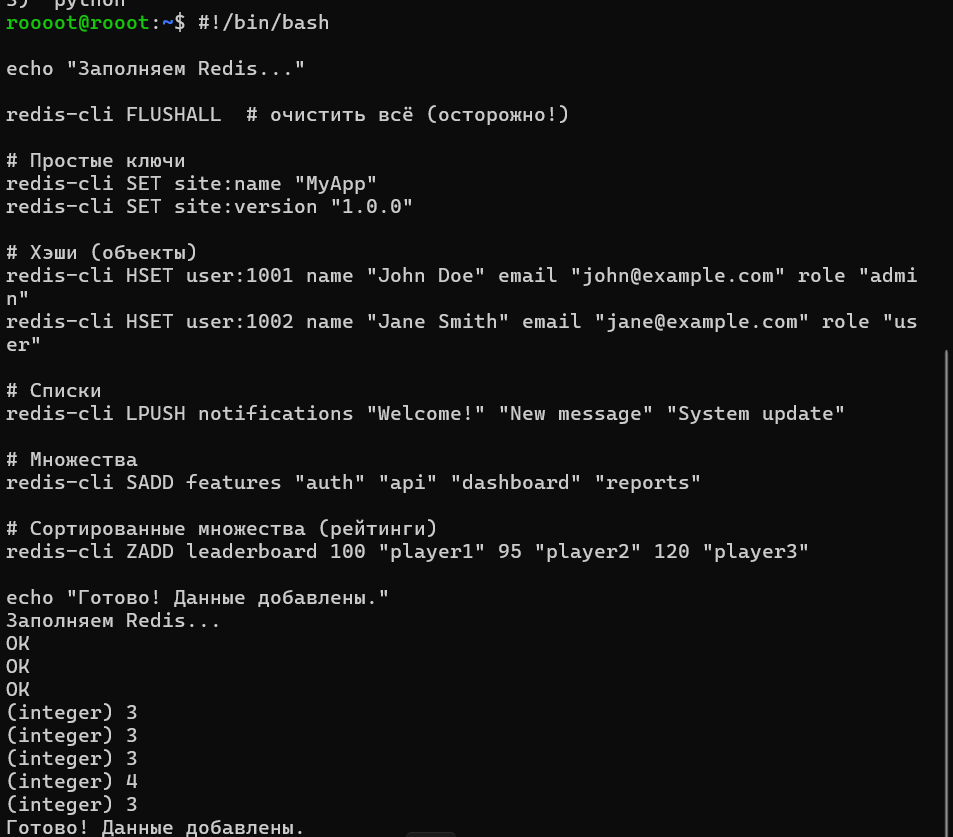 3) "python"
roooot@rooot:~$ #!/bin/bash
echo "Заполняем Redis..."
redis-cli FLUSHALL  # очистить всё (осторожно!)
# Простые ключи
redis-cli SET site:name "MyApp"
redis-cli SET site:version "1.0.0"
# Хэши (объекты)
redis-cli HSET user:1001 name "John Doe" email "john@example.com" role "admi
n"
redis-cli HSET user:1002 name "Jane Smith" email "jane@example.com" role "us
er"
# Списки
redis-cli LPUSH notifications "Welcome!" "New message" "System update"
# Множества
redis-cli SADD features "auth" "api" "dashboard" "reports"
# Сортированные множества (рейтинги)
redis-cli ZADD leaderboard 100 "player1" 95 "player2" 120 "player3"
echo "Готово! Данные добавлены."
Заполняем Redis...
OK
OK
OK
(integer) 3
(integer) 3
(integer) 3
(integer) 4
(integer) 3
Готово! Данные добавлены.